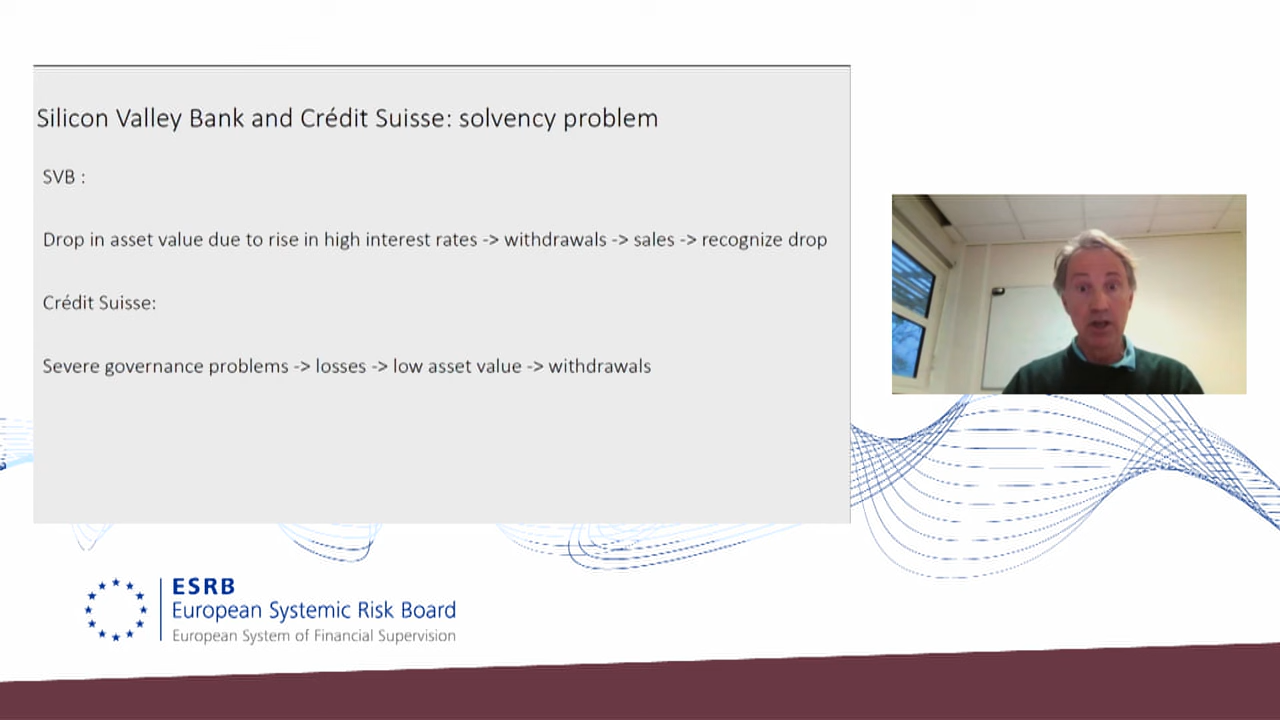 Silicon Valley Bank and Crédit Suisse: solvency problem
SVB :
Drop in asset value due to rise in high interest rates -> withdrawals -> sales -> recognize drop
Crédit Suisse:
Severe governance problems -> losses -> low asset value -> withdrawals
ESRB
European Systemic Risk Board
European System of Financial Supervision